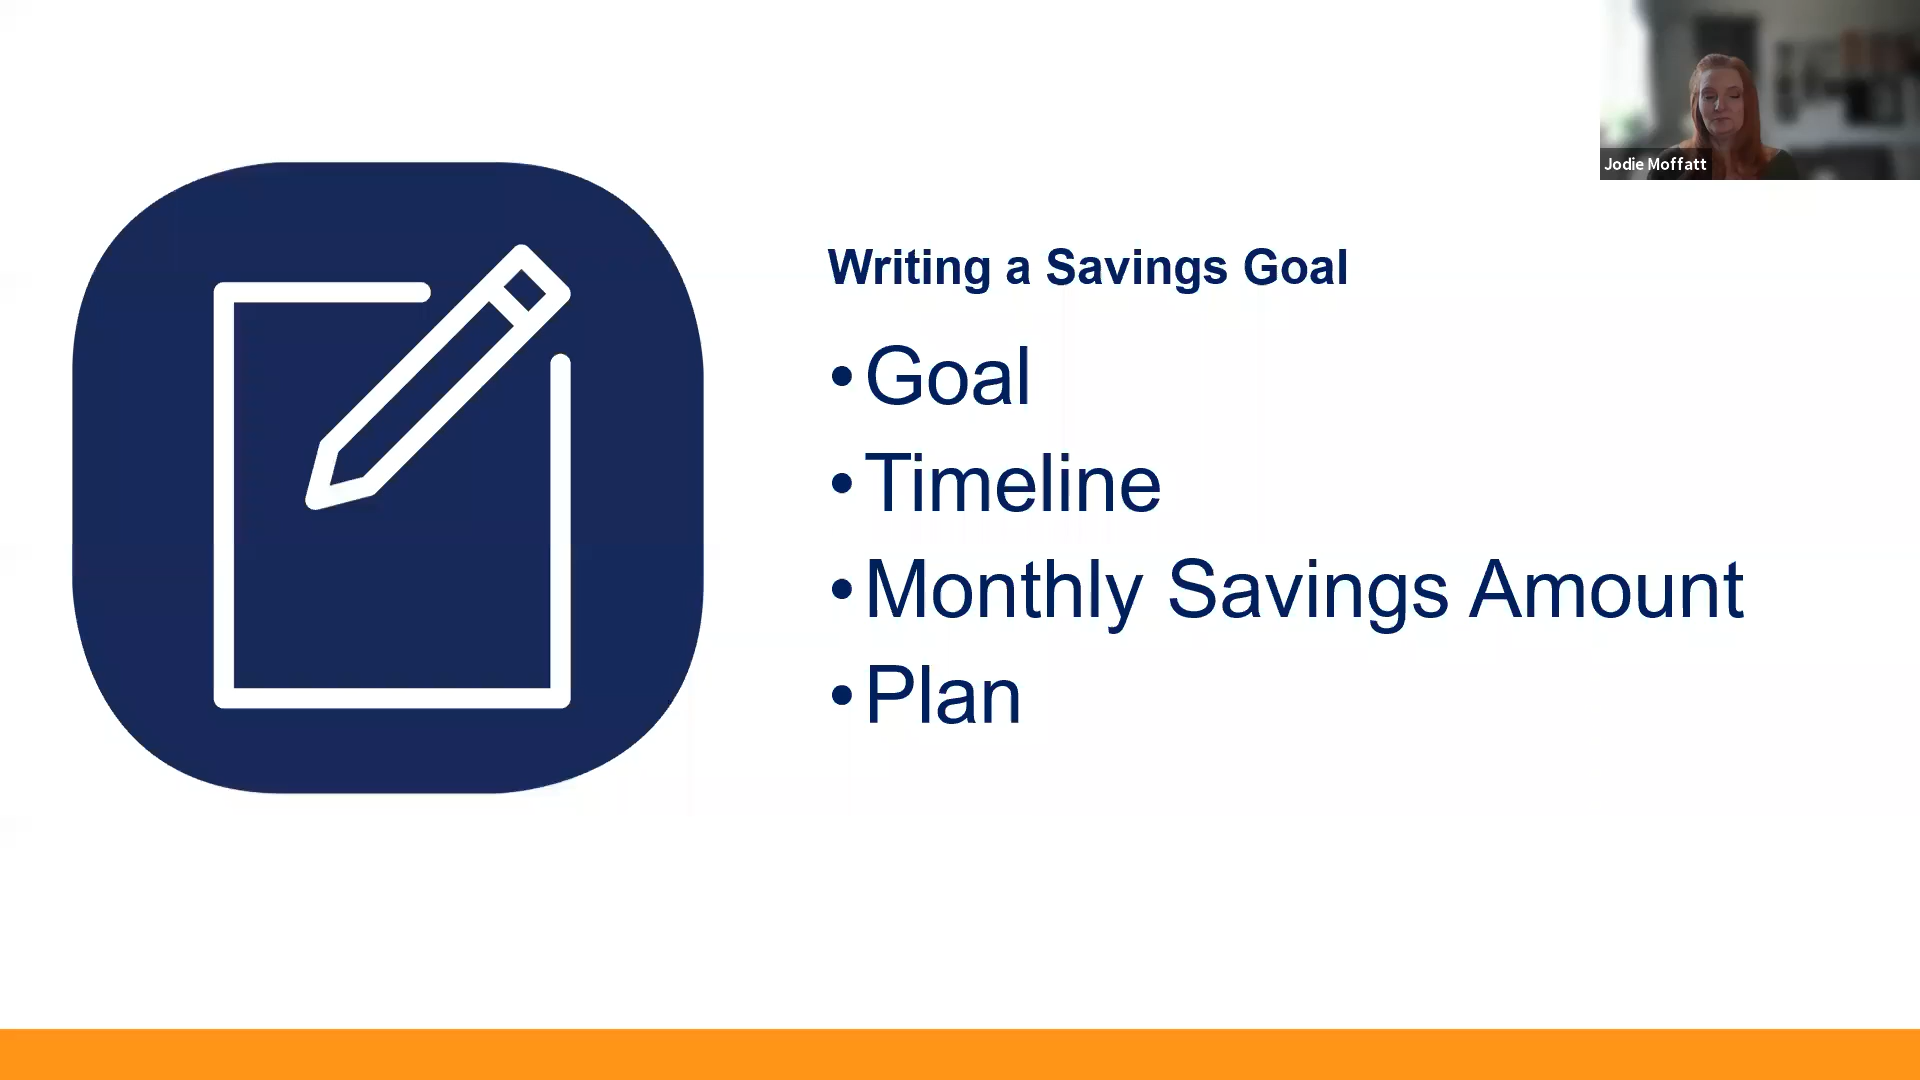 Jodie Moffatt
Writing a Savings Goal
•Goal
•Timeline
•Monthly Savings Amount
•Plan